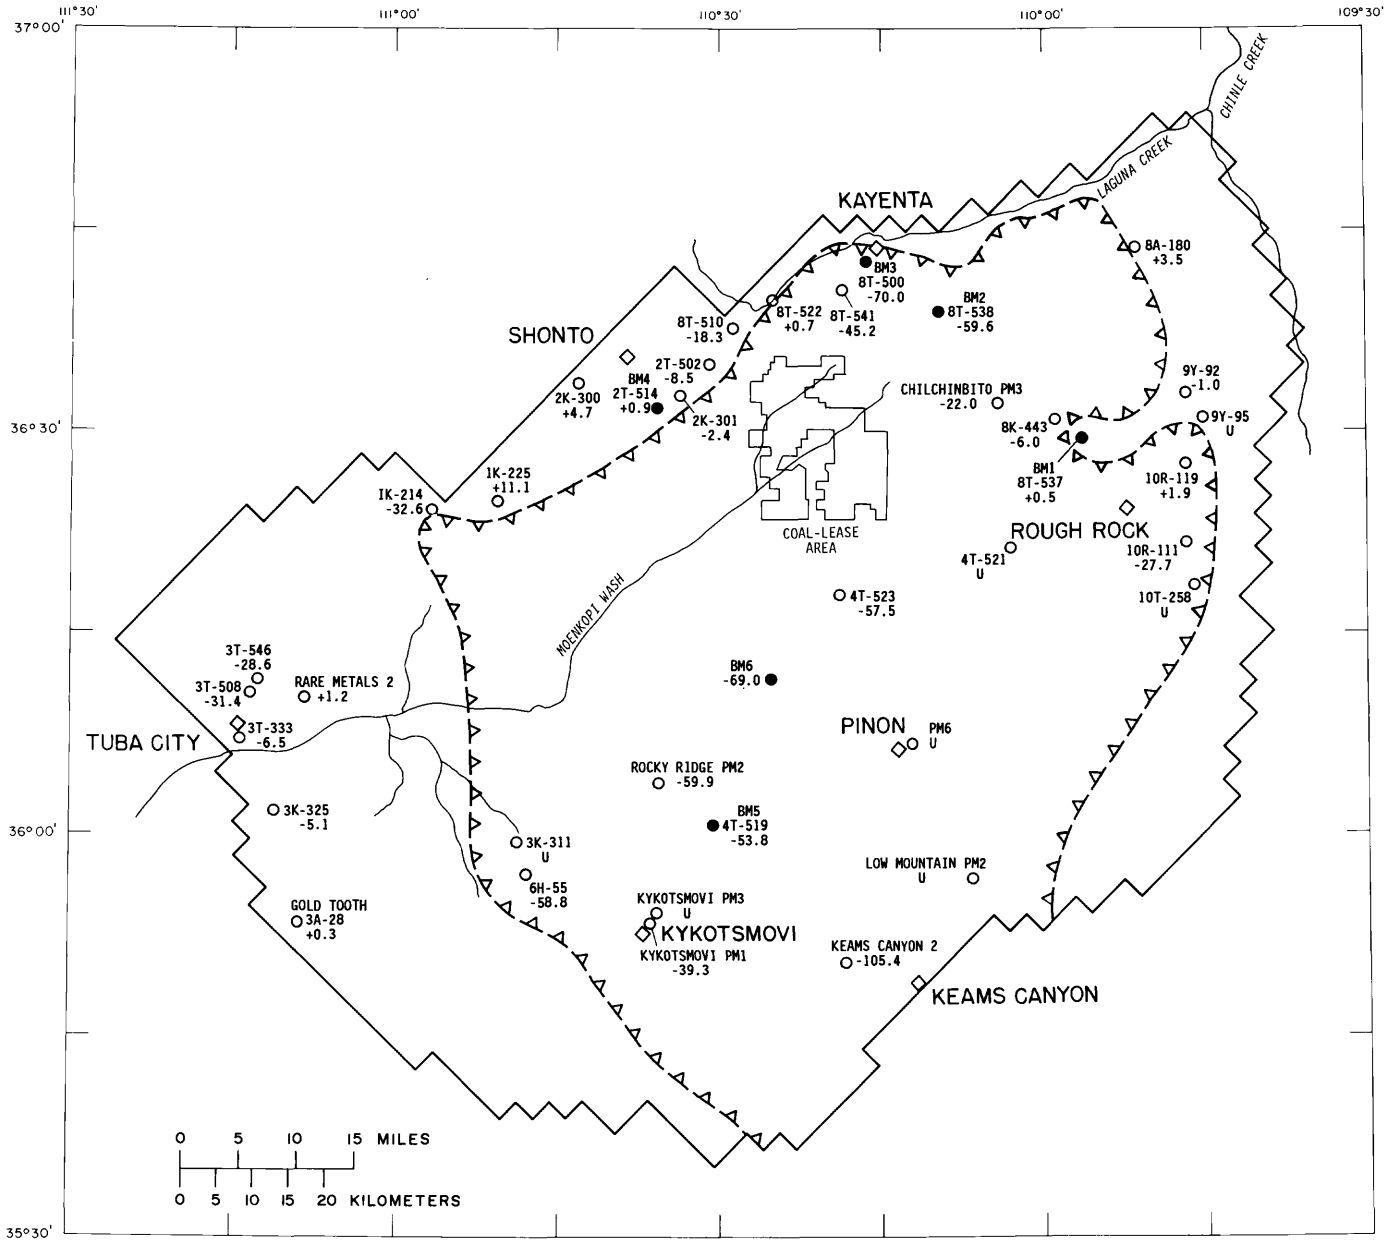 111°30'
111°00'
110°30'
110°00'
109°30'
37°00'
CHINLE CREEK
LAGUNA CREEK
KAYENTA
8A-180
+3.5
BM3
8T-500
-70.0
BM2
8T-538
-59.6
8T-522
+0.7
8T-541
-45.2
8T-510
-18.3
SHONTO
2T-502
-8.5
BM4
2T-514
+0.9
2K-300
+4.7
2K-301
-2.4
9Y-92
-1.0
CHILCHINBITO PM3
-22.0
9Y-95
U
8K-443
-6.0
36°30'
BM1
8T-537
+0.5
1K-225
+11.1
10R-119
+1.9
IK-214
-32.6
COAL-LEASE
AREA
ROUGH ROCK
10R-111
-27.7
4T-521
U
4T-523
-57.5
10T-258
U
MOENKOPI WASH
3T-546
-28.6
BM6
-69.0
RARE METALS 2
+1.2
3T-508
-31.4
3T-333
-6.5
TUBA CITY
PINON
PM6
U
ROCKY RIDGE PM2
-59.9
3K-325
-5.1
BM5
4T-519
-53.8
36°00'
3K-311
U
LOW MOUNTAIN PM2
U
6H-55
-58.8
GOLD TOOTH
3A-28
+0.3
KYKOTSMOVI PM3
U
KYKOTSMOVI
KYKOTSMOVI PM1
-39.3
KEAMS CANYON 2
-105.4
KEAMS CANYON
0 5 10 15 MILES
0 5 10 15 20 KILOMETERS
35°30'